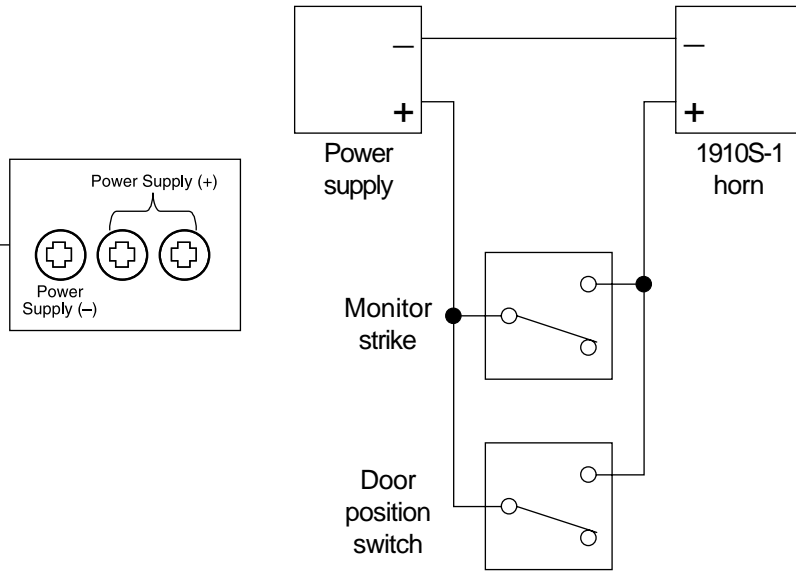 Power Supply (+)
Power
Supply (–)
–
+
Power
supply
–
+
1910S-1
horn
Monitor
strike
Door
position
switch